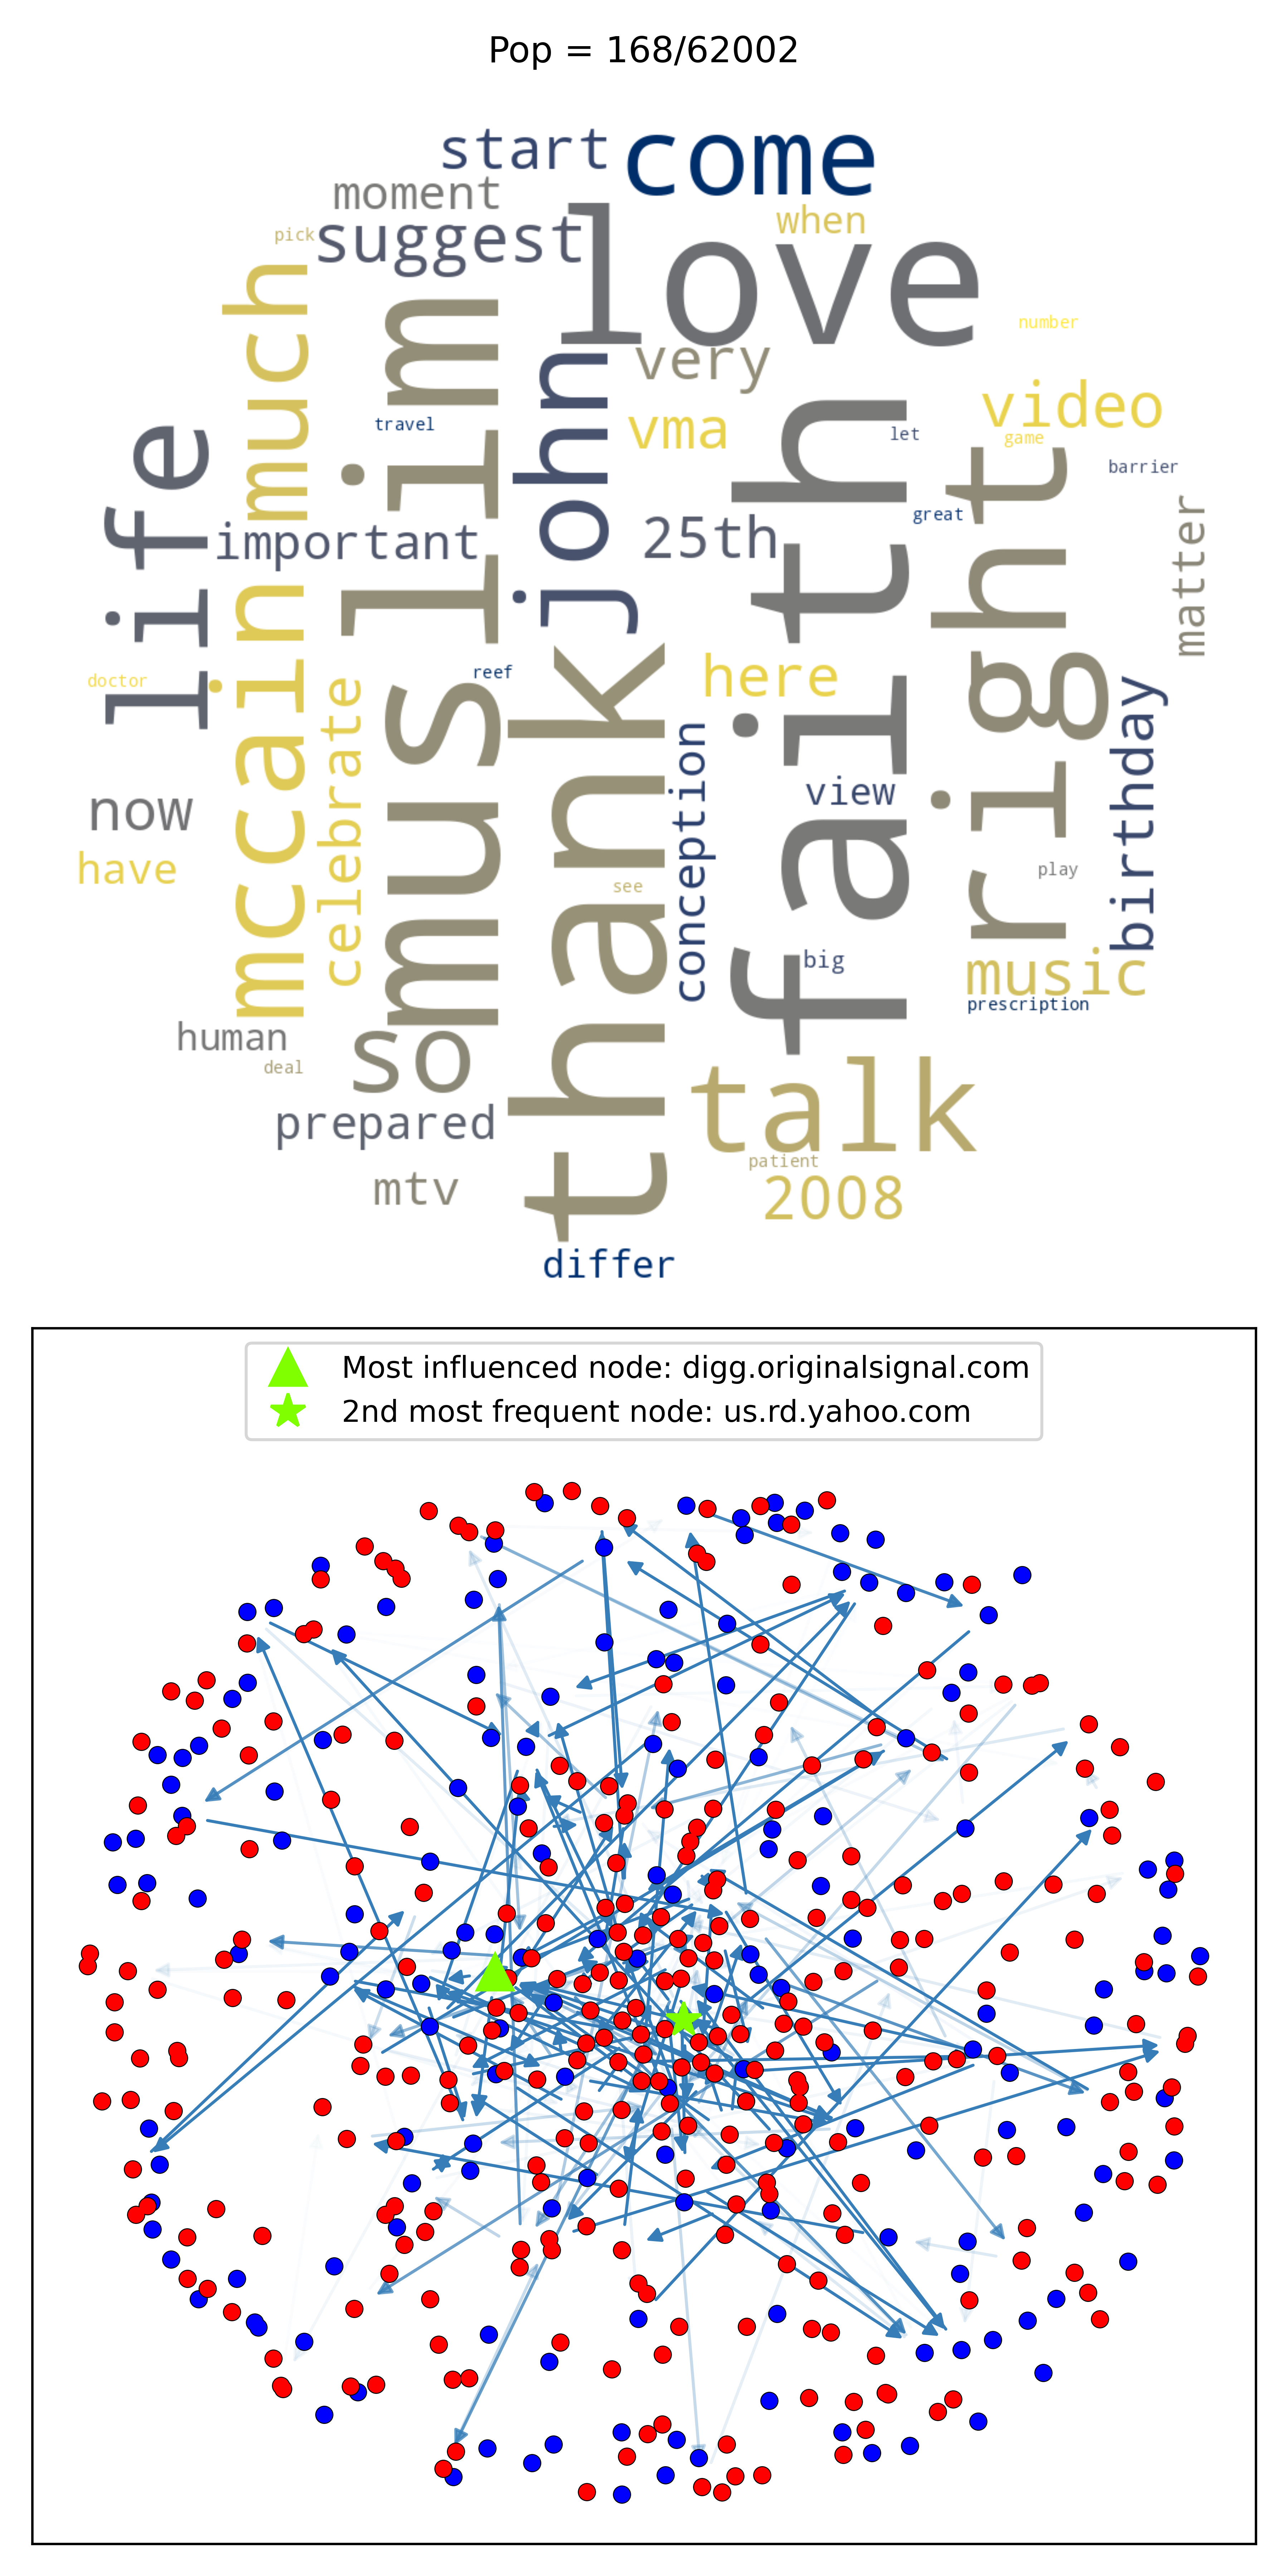 Pop = 168/62002
start
come
moment
when
pick
suggest
love
much
muslim
number
very
john
travel
vma
let
video
game
barrier
life
important
25th
great
right
matter
faith
mccain
thank
here
reef
doctor
celebrate
conception
view
birthday
now
have
see
play
big
music
prescription
human
so
deal
talk
prepared
patient
mtv
2008
differ
Most influenced node: digg.originalsignal.com
2nd most frequent node: us.rd.yahoo.com